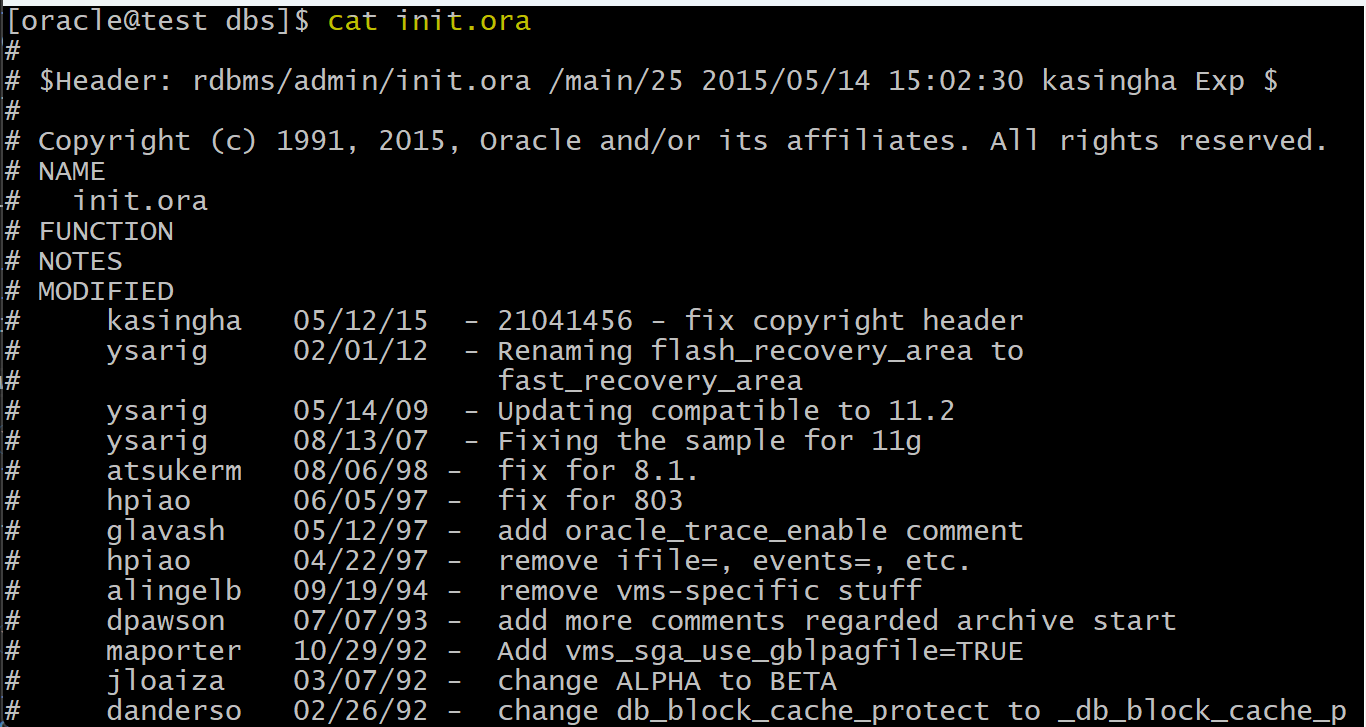 [oracle@test dbs]$ cat init.ora
#
# $Header: rdbms/admin/init.ora /main/25 2015/05/14 15:02:30 kasingha Exp $
#
# Copyright (c) 1991, 2015, Oracle and/or its affiliates. All rights reserved.
# NAME
#   init.ora
# FUNCTION
# NOTES
# MODIFIED
#     kasingha   05/12/15  - 21041456 - fix copyright header
#     ysarig     02/01/12  - Renaming flash_recovery_area to
#                            fast_recovery_area
#     ysarig     05/14/09  - Updating compatible to 11.2
#     ysarig     08/13/07  - Fixing the sample for 11g
#     atsukerm   08/06/98 -  fix for 8.1.
#     hpiao      06/05/97 -  fix for 803
#     glavash    05/12/97 -  add oracle_trace_enable comment
#     hpiao      04/22/97 -  remove ifile=, events=, etc.
#     alingelb   09/19/94 -  remove vms-specific stuff
#     dpawson    07/07/93 -  add more comments regarded archive start
#     maporter   10/29/92 -  Add vms_sga_use_gblpagfile=TRUE
#     jloaiza    03/07/92 -  change ALPHA to BETA
#     danderso   02/26/92 -  change db_block_cache_protect to _db_block_cache_p